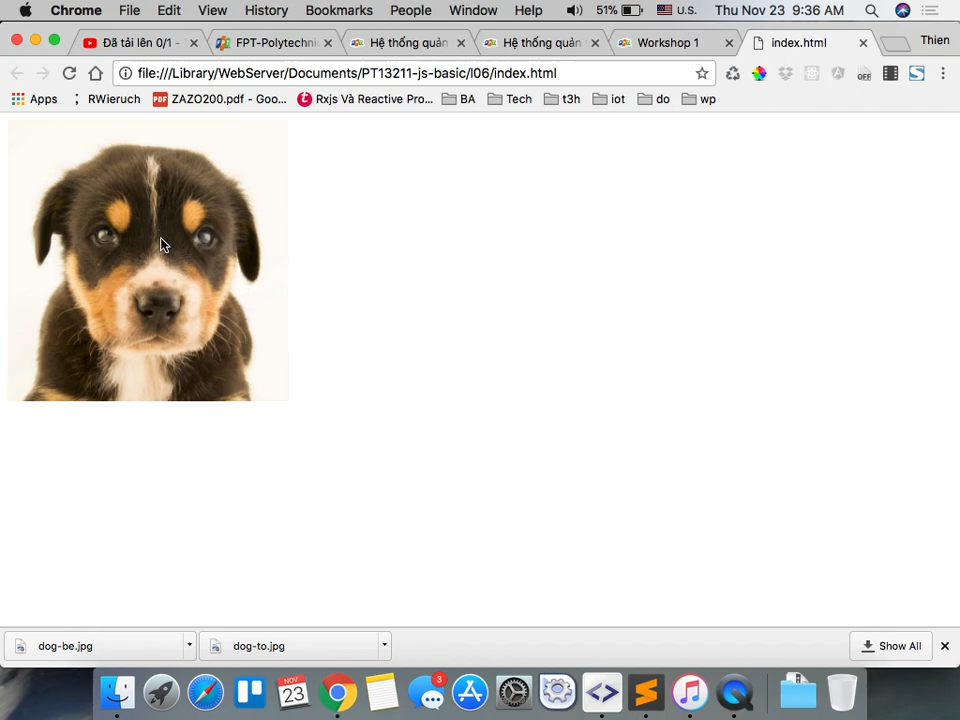 Chrome File Edit View History Bookmarks People Window Help 51% U.S. Thu Nov 23 9:36 AM
Đã tải lên 0/1 - FPT-Polytechni Hệ thống quản Hệ thống quản Workshop 1 index.html Thien
file:///Library/WebServer/Documents/PT13211-js-basic/l06/index.html OFF
Apps RWieruch PDF ZAZO200.pdf - Goo... Rxjs Và Reactive Pro... BA Tech t3h iot do wp
dog-be.jpg dog-to.jpg Show All
NOV 23 3